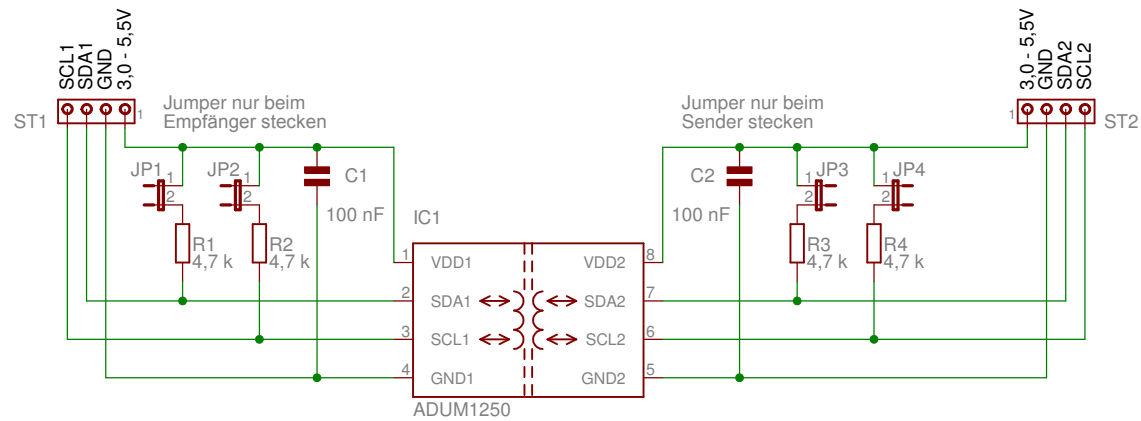 SCL1
SDA1
GND
3,0 - 5,5V
ST1
1
Jumper nur beim
Empfänger stecken
JP1
1
2
JP2
1
2
C1
100 nF
R1
4,7 k
R2
4,7 k
IC1
1
VDD1
2
SDA1
3
SCL1
4
GND1
ADUM1250
VDD2
8
SDA2
7
SCL2
6
GND2
5
Jumper nur beim
Sender stecken
C2
100 nF
1
2
JP3
1
2
JP4
R3
4,7 k
R4
4,7 k
3,0 - 5,5V
GND
SDA2
SCL2
1
ST2